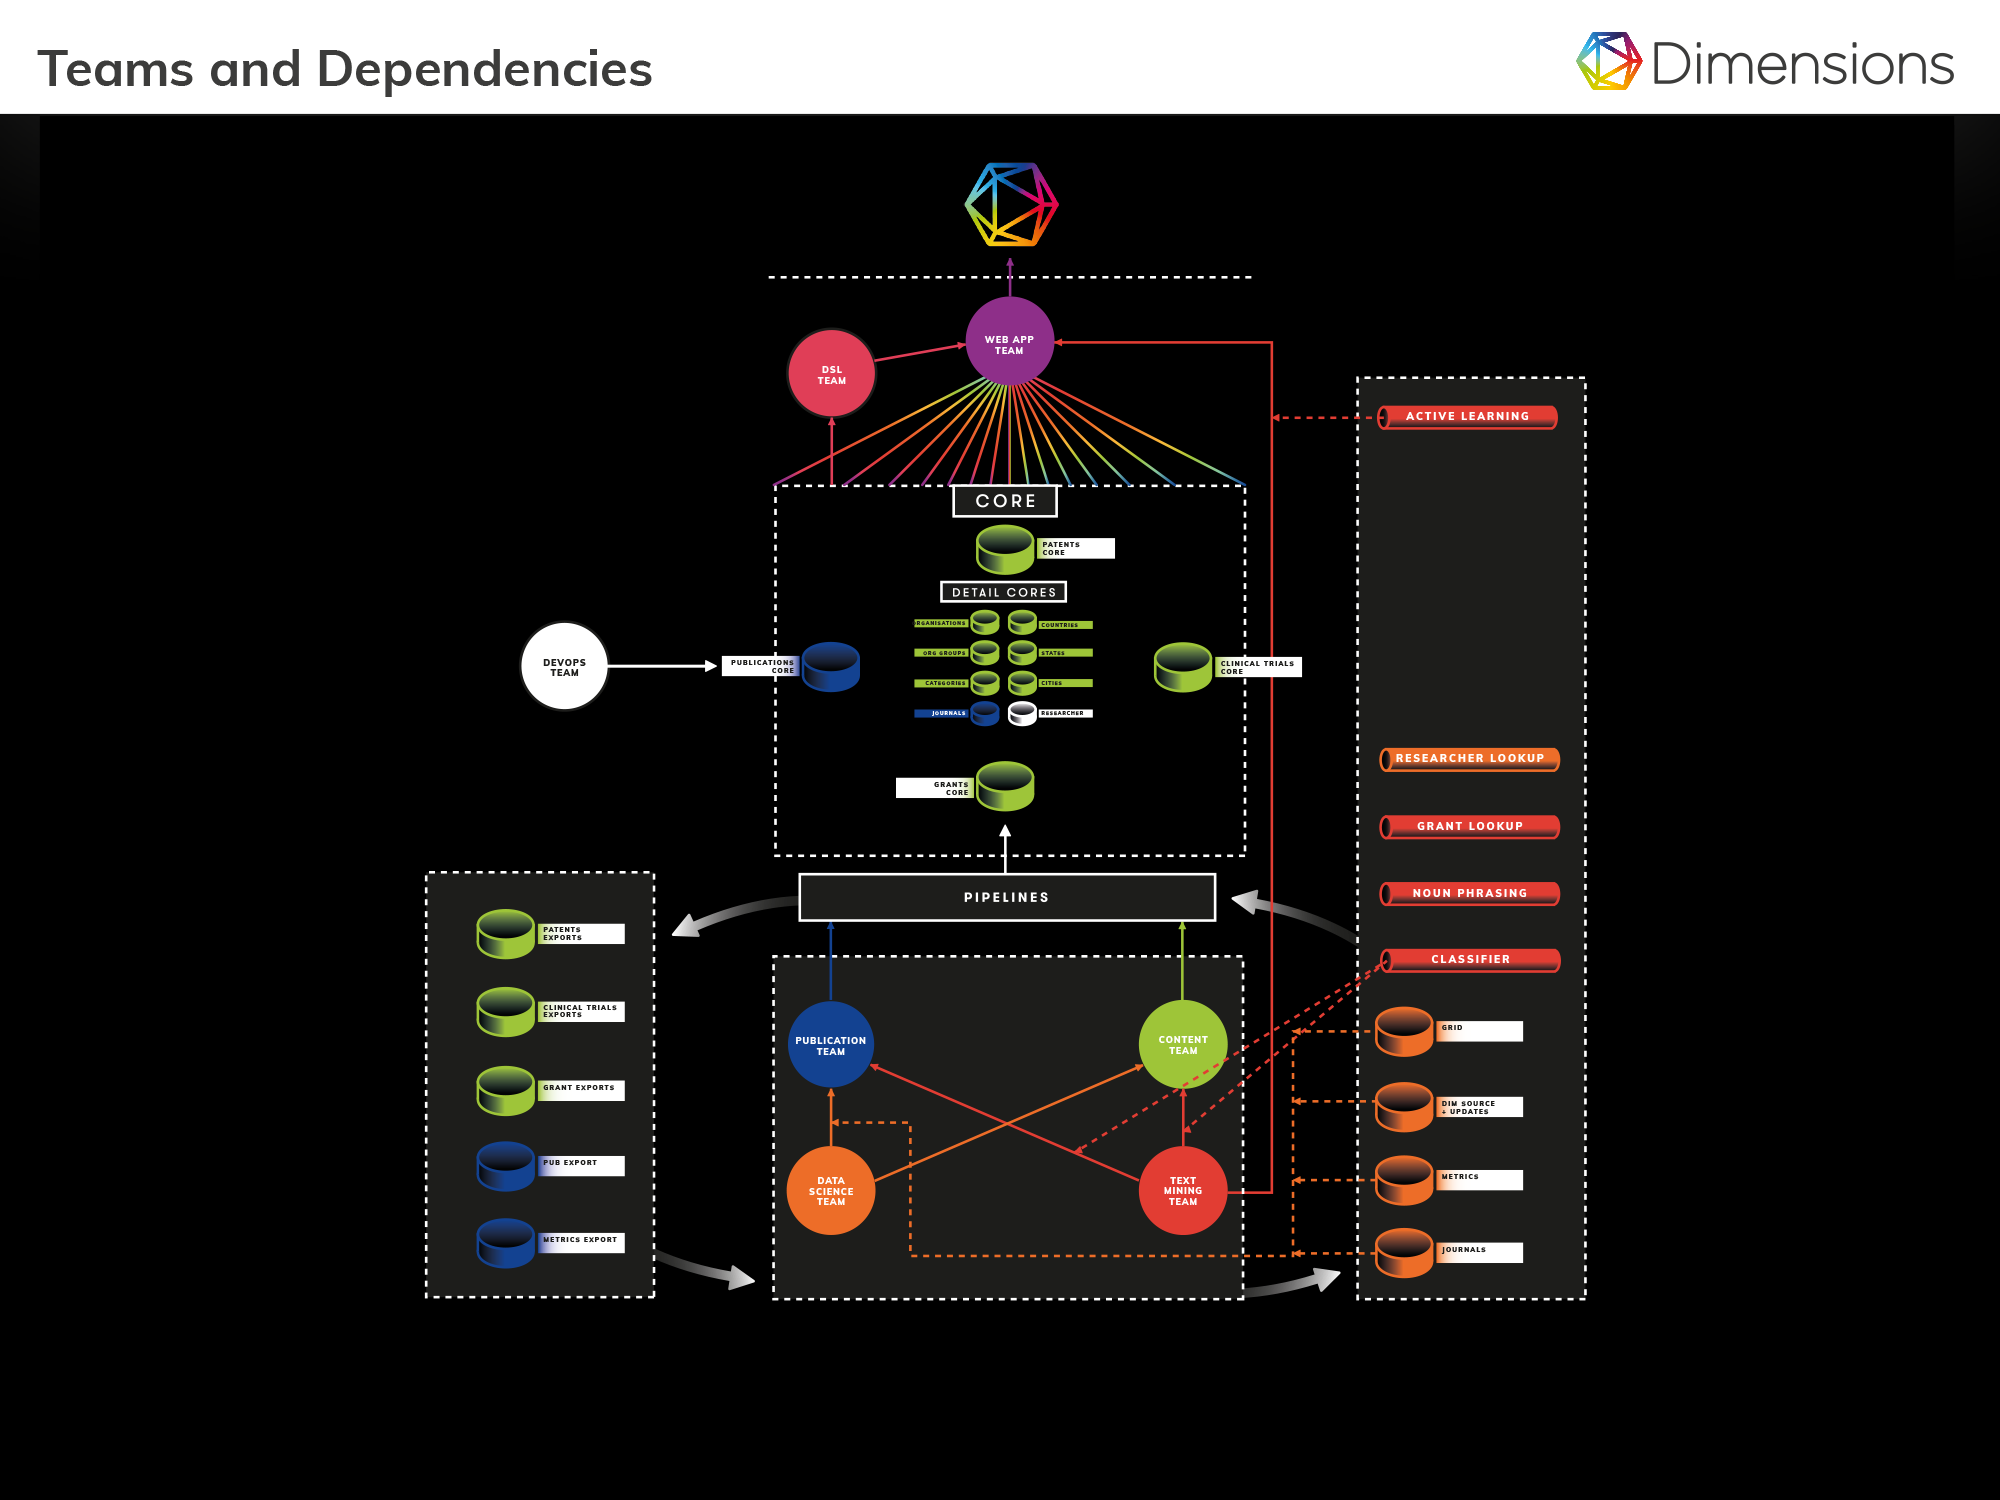 Teams and Dependencies
Dimensions
WEB APP
TEAM
DSL
TEAM
ACTIVE LEARNING
CORE
PATENTS
CORE
DETAIL CORES
RGANISATIONS
COUNTRIES
ORG GROUPS
STATES
CATEGORIES
CITIES
JOURNALS
RESEARCHER
DEVOPS
TEAM
PUBLICATIONS
CORE
CLINICAL TRIALS
CORE
GRANTS
CORE
RESEARCHER LOOKUP
GRANT LOOKUP
NOUN PHRASING
CLASSIFIER
PIPELINES
PATENTS
EXPORTS
CLINICAL TRIALS
EXPORTS
GRANT EXPORTS
PUB EXPORT
METRICS EXPORT
PUBLICATION
TEAM
CONTENT
TEAM
DATA
SCIENCE
TEAM
TEXT
MINING
TEAM
GRID
DIM SOURCE
+ UPDATES
METRICS
JOURNALS